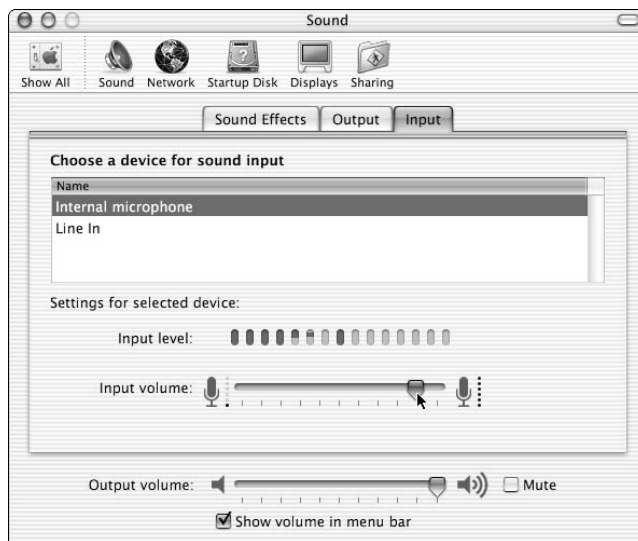 Sound
Show All Sound Network Startup Disk Displays Sharing
Sound Effects Output Input
Choose a device for sound input
Name
Internal microphone
Line In
Settings for selected device:
Input level:
Input volume:
Output volume: Mute
Show volume in menu bar